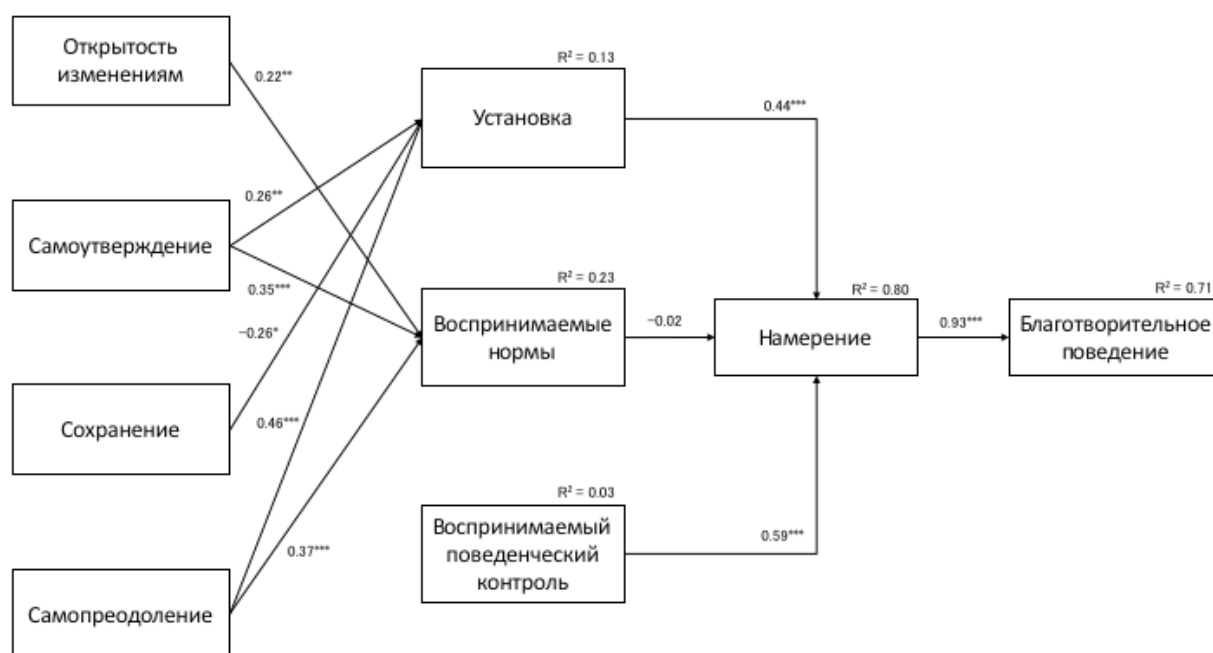 Открытость
изменениям
Самоутверждение
Сохранение
Самопреодоление
0.22**
0.26**
0.35***
−0.26*
0.46***
0.37***
R² = 0.13
Установка
R² = 0.23
Воспринимаемые
нормы
R² = 0.03
Воспринимаемый
поведенческий
контроль
0.44***
−0.02
0.59***
R² = 0.80
Намерение
0.93***
R² = 0.71
Благотворительное
поведение